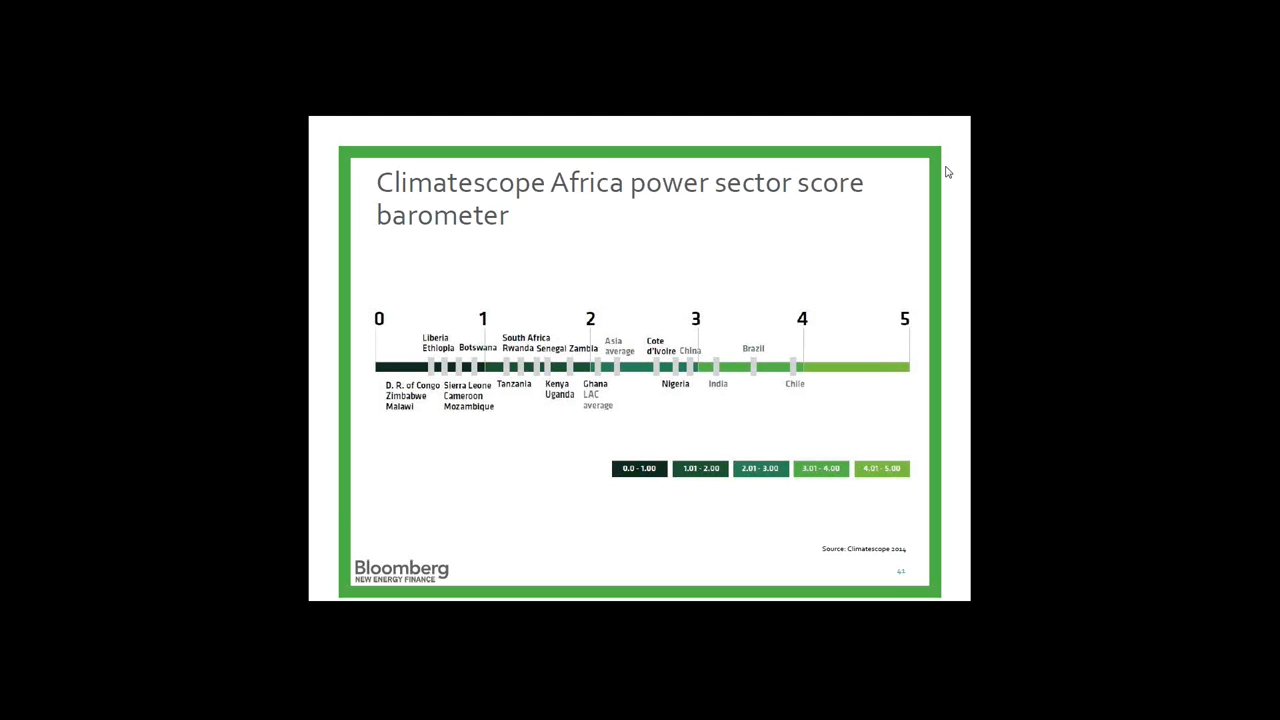 Climatescope Africa power sector score
barometer
0 1 2 3 4 5
Liberia
Ethiopia
Botswana
South Africa
Rwanda Senegal Zambia
Asia
average
Cote
d'Ivoire
China
Brazil
D. R. of Congo
Zimbabwe
Malawi
Sierra Leone
Cameroon
Mozambique
Tanzania
Kenya
Uganda
Ghana
LAC
average
Nigeria
India
Chile
0.0 - 1.00 1.01 - 2.00 2.01 - 3.00 3.01 - 4.00 4.01 - 5.00
Source: Climatescope 2014
Bloomberg
NEW ENERGY FINANCE
41